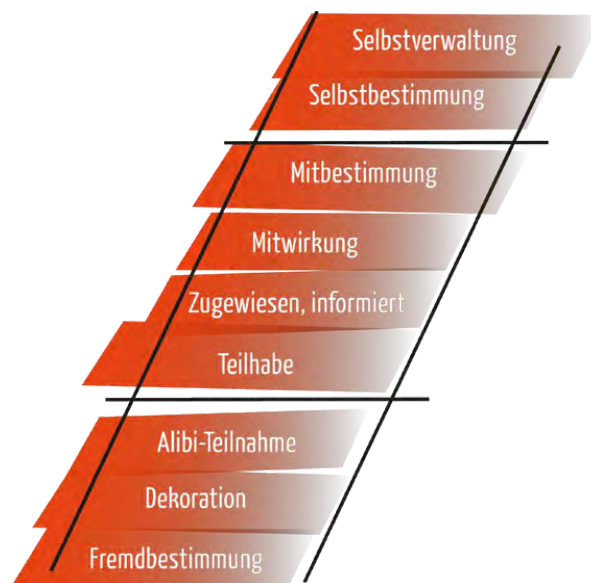 Selbstverwaltung
Selbstbestimmung
Mitbestimmung
Mitwirkung
Zugewiesen, informiert
Teilhabe
Alibi-Teilnahme
Dekoration
Fremdbestimmung